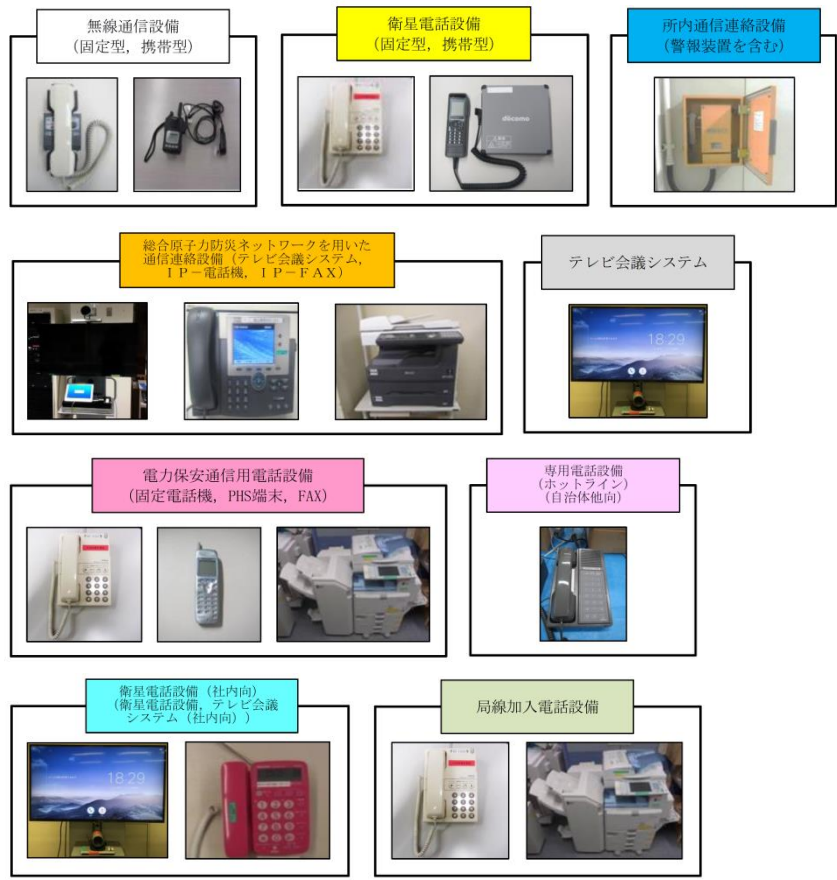 無線通信設備
（固定型，携帯型）
衛星電話設備
（固定型，携帯型）
所内通信連絡設備
（警報装置を含む）
döcomo
総合原子力防災ネットワークを用いた
通信連絡設備（テレビ会議システム，
ＩＰ－電話機，ＩＰ－ＦＡＸ）
テレビ会議システム
18:29
電力保安通信用電話設備
（固定電話機，PHS端末，FAX）
専用電話設備
（ホットライン）
（自治体他向）
衛星電話設備（社内向）
（衛星電話設備，テレビ会議
システム（社内向））
18:29
局線加入電話設備